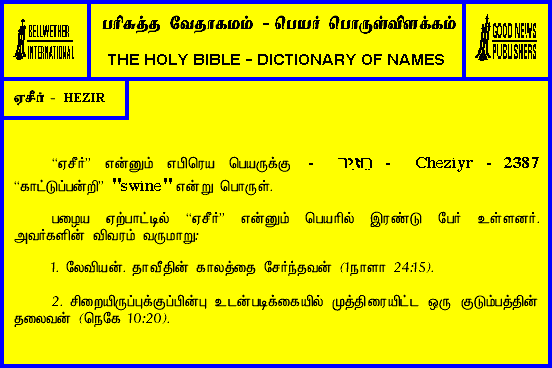 BELLWETHER
INTERNATIONAL
பரிசுத்த வேதாகமம் - பெயர் பொருள்விளக்கம்
THE HOLY BIBLE - DICTIONARY OF NAMES
GOOD NEWS
PUBLISHERS
ஏசீர் - HEZIR
“ஏசீர்” என்னும் எபிரெய பெயருக்கு - חֵזִיר - Cheziyr - 2387
“காட்டுப்பன்றி” "swine" என்று பொருள்.
பழைய ஏற்பாட்டில் “ஏசீர்” என்னும் பெயரில் இரண்டு பேர் உள்ளனர்.
அவர்களின் விவரம் வருமாறு:
1. லேவியன். தாவீதின் காலத்தை சேர்ந்தவன் (1நாளா 24:15).
2. சிறையிருப்புக்குப்பின்பு உடன்படிக்கையில் முத்திரையிட்ட ஒரு குடும்பத்தின்
தலைவன் (நெகே 10:20).